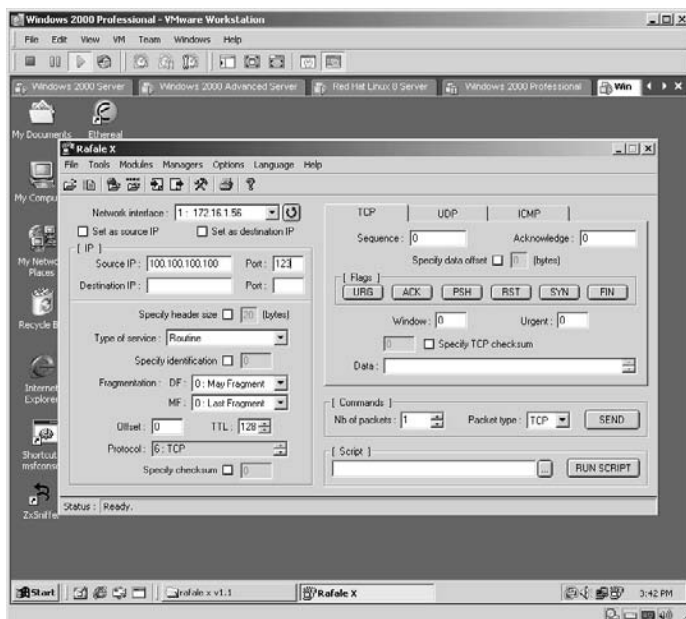 Windows 2000 Professional - VMware Workstation
File Edit View VM Team Windows Help
Windows 2000 Server Windows 2000 Advanced Server Red Hat Linux 8 Server Windows 2000 Professional Win
My Documents Ethereal
Rafale X
File Tools Modules Managers Options Language Help
My Compu
My Netwo
Places
Recycle B
Internet
Explorer
Shortcut
msfconso
ZxSniffer
Network interface : 1 : 172.16.1.56
Set as source IP Set as destination IP
[ IP ]
Source IP : 100.100.100.100 Port : 123
Destination IP : Port :
Specify header size 20 (bytes)
Type of service : Routine
Specify identification 0
Fragmentation : DF : 0 : May Fragment
MF : 0 : Last Fragment
Offset : 0 TTL : 128
Protocol : 6 : TCP
Specify checksum 0
TCP UDP ICMP
Sequence : 0 Acknowledge : 0
Specify data offset 0 (bytes)
[ Flags ]
URG ACK PSH RST SYN FIN
Window : 0 Urgent : 0
0 Specify TCP checksum
Data :
[ Commands ]
Nb of packets : 1 Packet type : TCP SEND
[ Script ]
... RUN SCRIPT
Status : Ready.
Start rafale x v1.1 Rafale X 3:42 PM